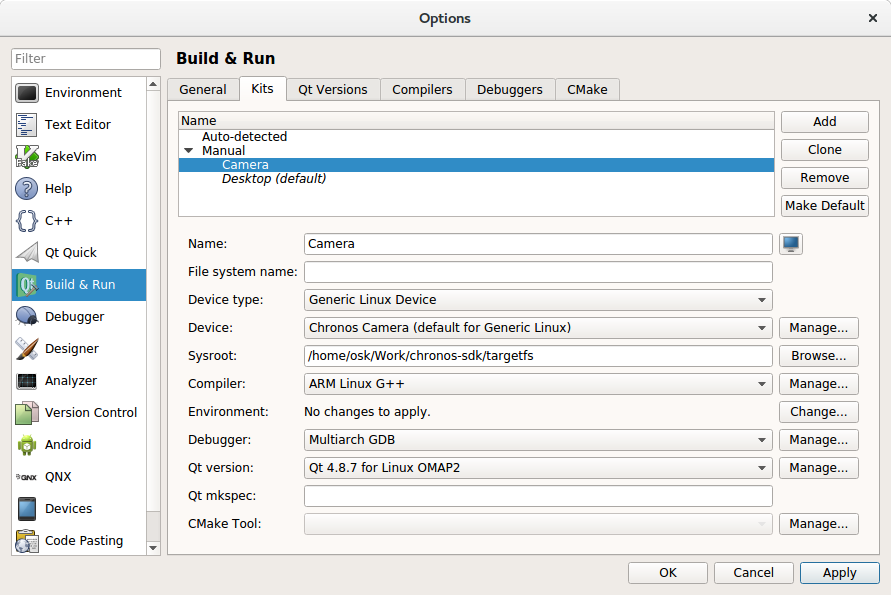 Options
Filter
Build & Run
Environment
Text Editor
FakeVim
Help
C++
Qt Quick
Build & Run
Debugger
Designer
Analyzer
Version Control
Android
QNX
Devices
Code Pasting
General Kits Qt Versions Compilers Debuggers CMake
Name
Auto-detected
Manual
Camera
Desktop (default)
Add
Clone
Remove
Make Default
Name: Camera
File system name:
Device type: Generic Linux Device
Device: Chronos Camera (default for Generic Linux) Manage...
Sysroot: /home/osk/Work/chronos-sdk/targetfs Browse...
Compiler: ARM Linux G++ Manage...
Environment: No changes to apply. Change...
Debugger: Multiarch GDB Manage...
Qt version: Qt 4.8.7 for Linux OMAP2 Manage...
Qt mkspec:
CMake Tool: Manage...
OK Cancel Apply